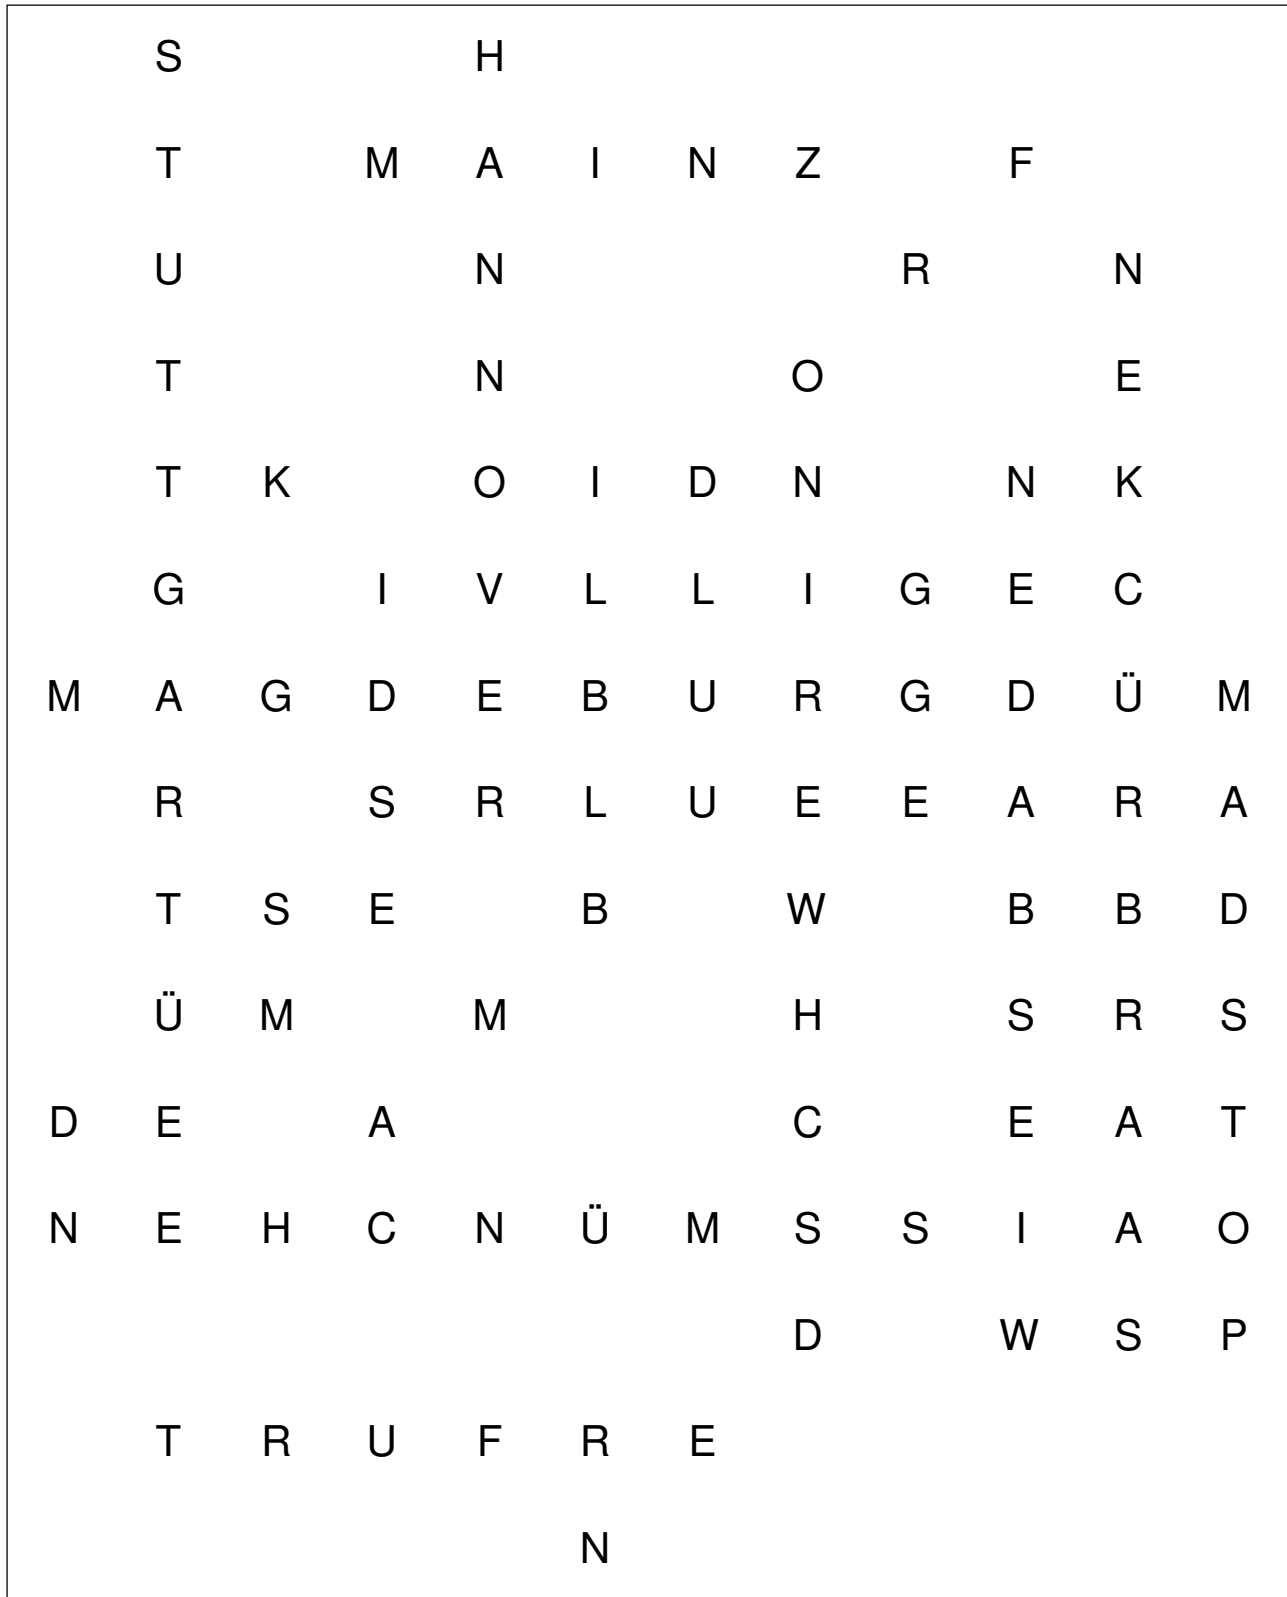 S H
T M A I N Z F
U N R N
T N O E
T K O I D N N K
G I V L L I G E C
M A G D E B U R G D Ü M
R S R L U E E A R A
T S E B W B B D
Ü M M H S R S
D E A C E A T
N E H C N Ü M S S I A O
D W S P
T R U F R E
N